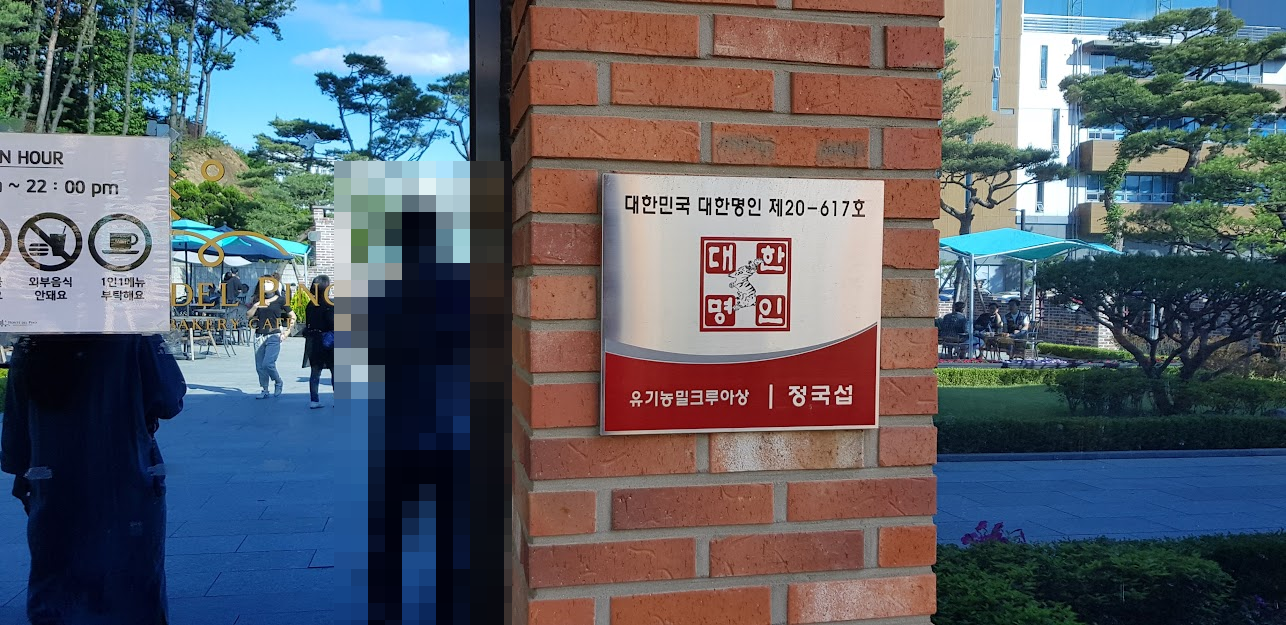 N HOUR
~ 22 : 00 pm
외부음식
안돼요
1인1메뉴
부탁해요
DEL PINO
BAKERY CAF
대한민국 대한명인 제20-617호
대한
명인
유기농밀크루아상 | 정국섭